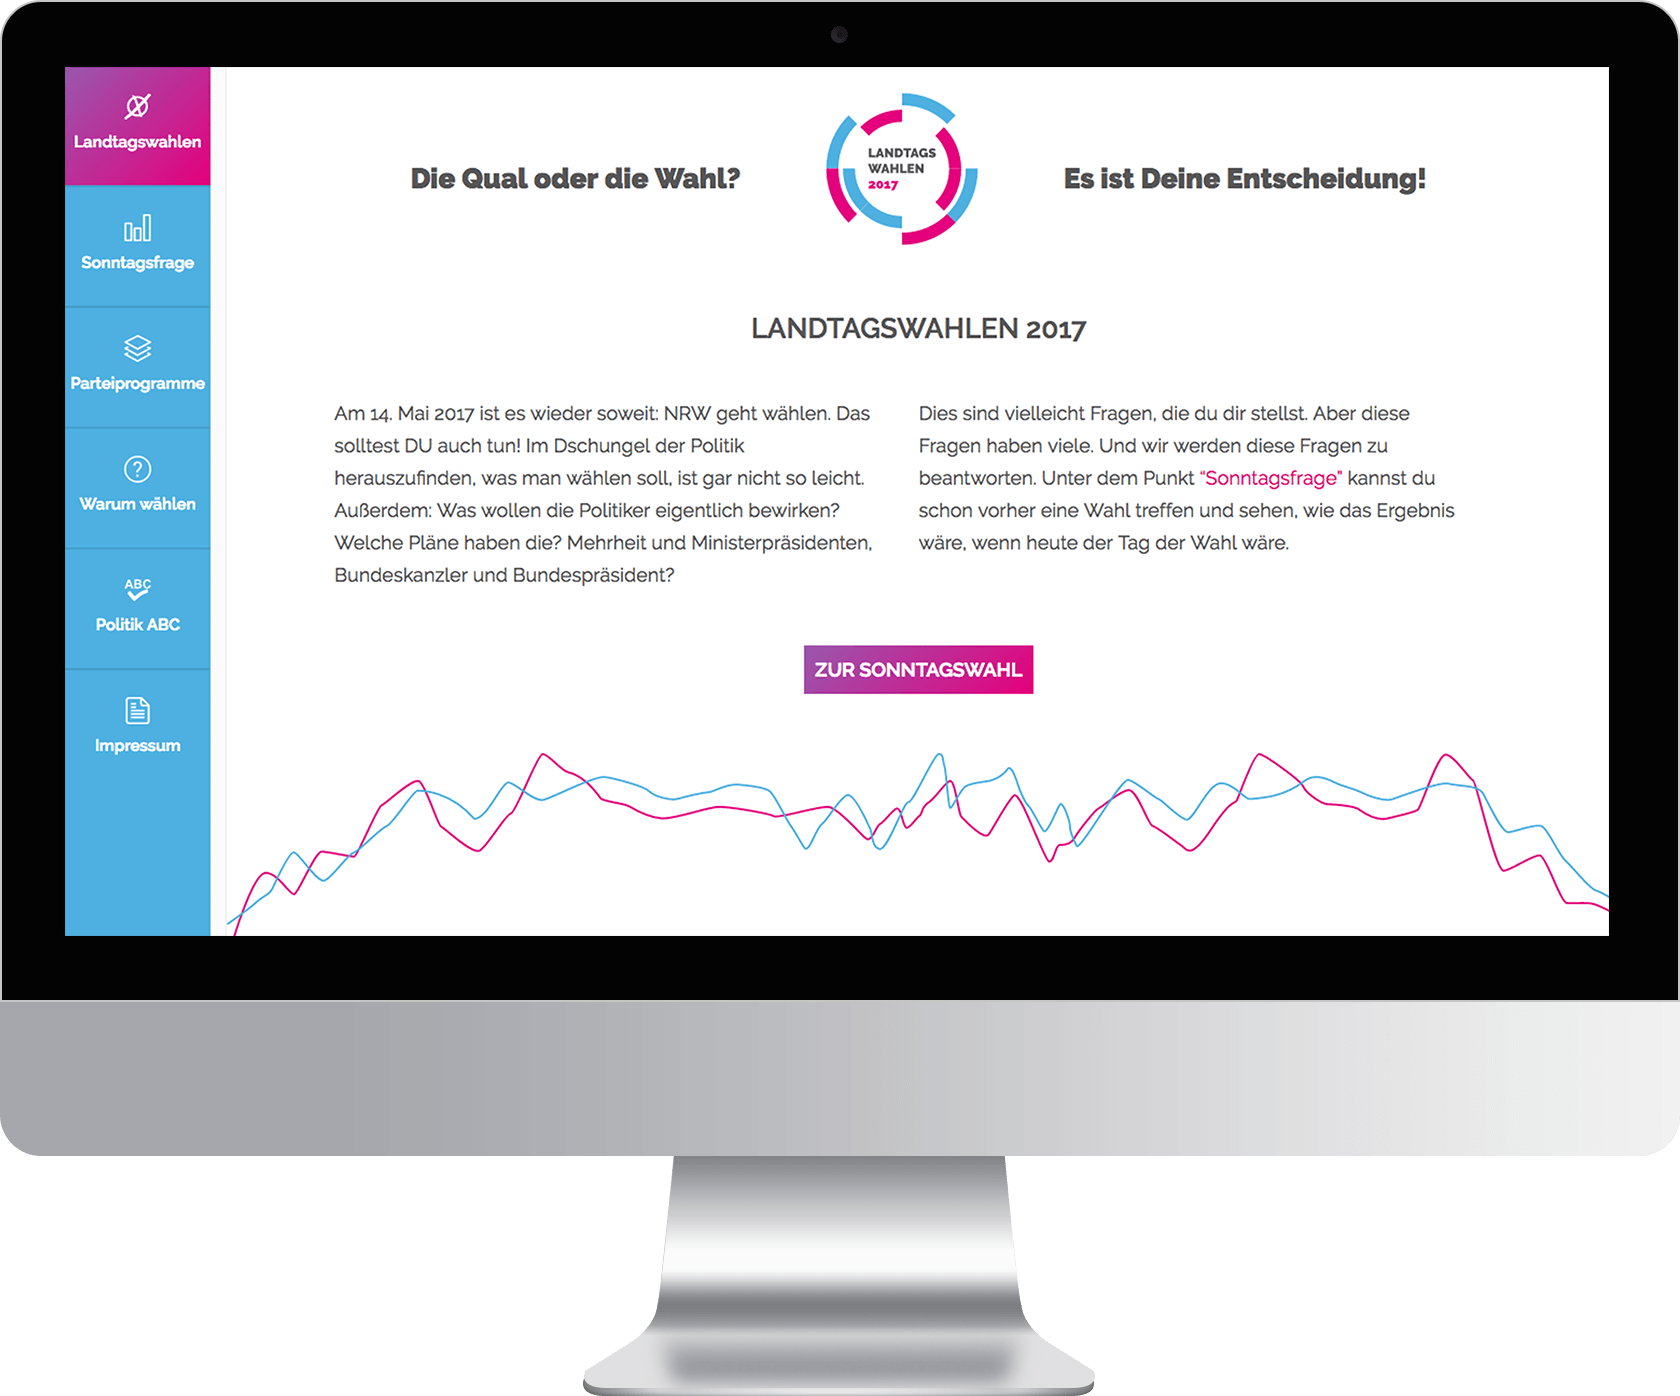 Landtagswahlen
Sonntagsfrage
Parteiprogramme
?
Warum wählen
ABC
Politik ABC
Impressum
Die Qual oder die Wahl?
LANDTAGS
WAHLEN
2017
Es ist Deine Entscheidung!
LANDTAGSWAHLEN 2017
Am 14. Mai 2017 ist es wieder soweit: NRW geht wählen. Das
solltest DU auch tun! Im Dschungel der Politik
herauszufinden, was man wählen soll, ist gar nicht so leicht.
Außerdem: Was wollen die Politiker eigentlich bewirken?
Welche Pläne haben die? Mehrheit und Ministerpräsidenten,
Bundeskanzler und Bundespräsident?
Dies sind vielleicht Fragen, die du dir stellst. Aber diese
Fragen haben viele. Und wir werden diese Fragen zu
beantworten. Unter dem Punkt “Sonntagsfrage” kannst du
schon vorher eine Wahl treffen und sehen, wie das Ergebnis
wäre, wenn heute der Tag der Wahl wäre.
ZUR SONNTAGSWAHL